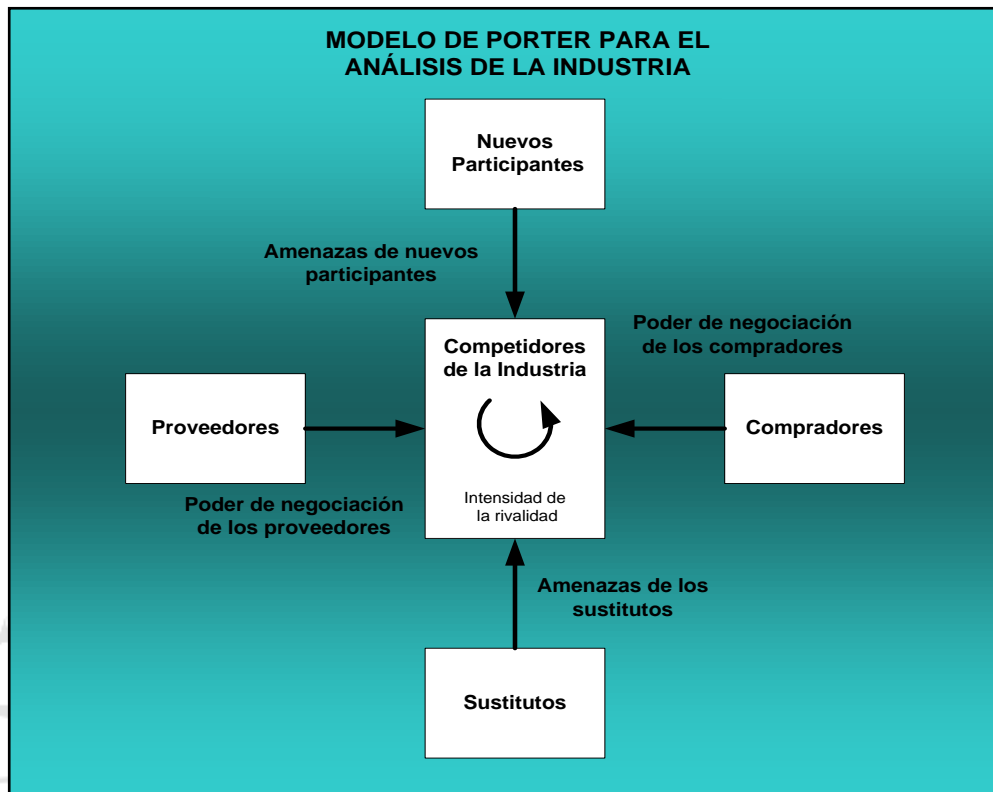 MODELO DE PORTER PARA EL
ANÁLISIS DE LA INDUSTRIA
Nuevos
Participantes
Amenazas de nuevos
participantes
Poder de negociación
de los compradores
Competidores
de la Industria
Proveedores
Compradores
Intensidad de
la rivalidad
Poder de negociación
de los proveedores
Amenazas de los
sustitutos
Sustitutos